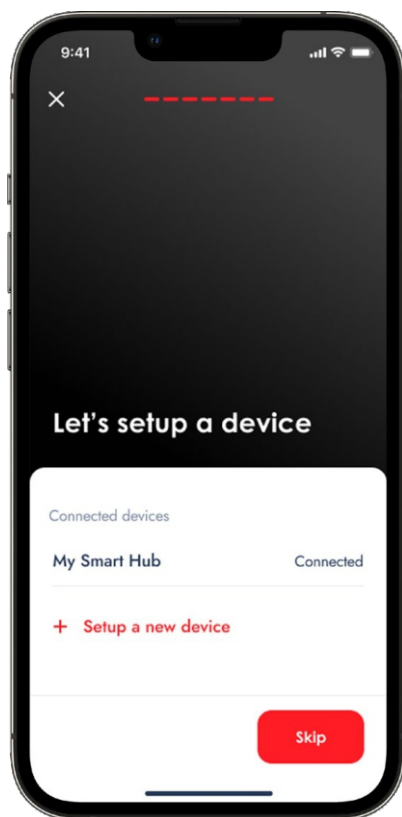 9:41
Let's setup a device
Connected devices
My Smart Hub Connected
+ Setup a new device
Skip